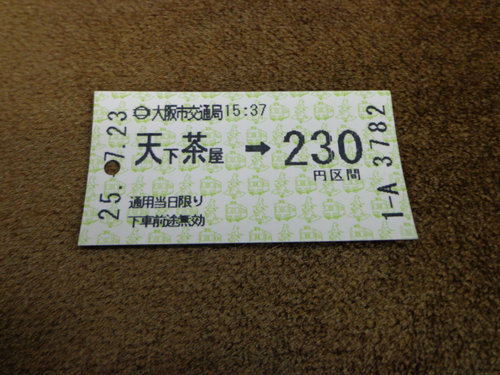 大阪市交通局15:37
天下茶屋→230
円区間
通用当日限り
下車前途無効
25.-7.23
1-A 3782